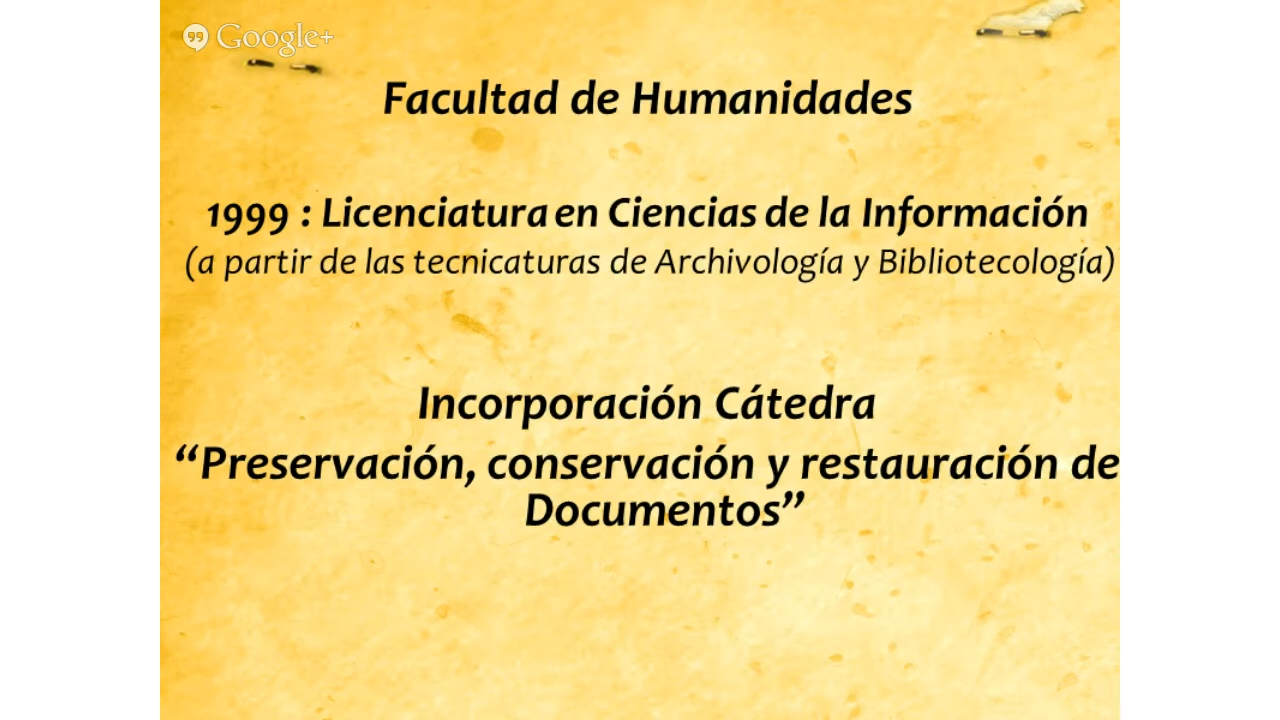 Google+
Facultad de Humanidades
1999 : Licenciatura en Ciencias de la Información
(a partir de las tecnicaturas de Archivología y Bibliotecología)
Incorporación Cátedra
“Preservación, conservación y restauración de
Documentos”